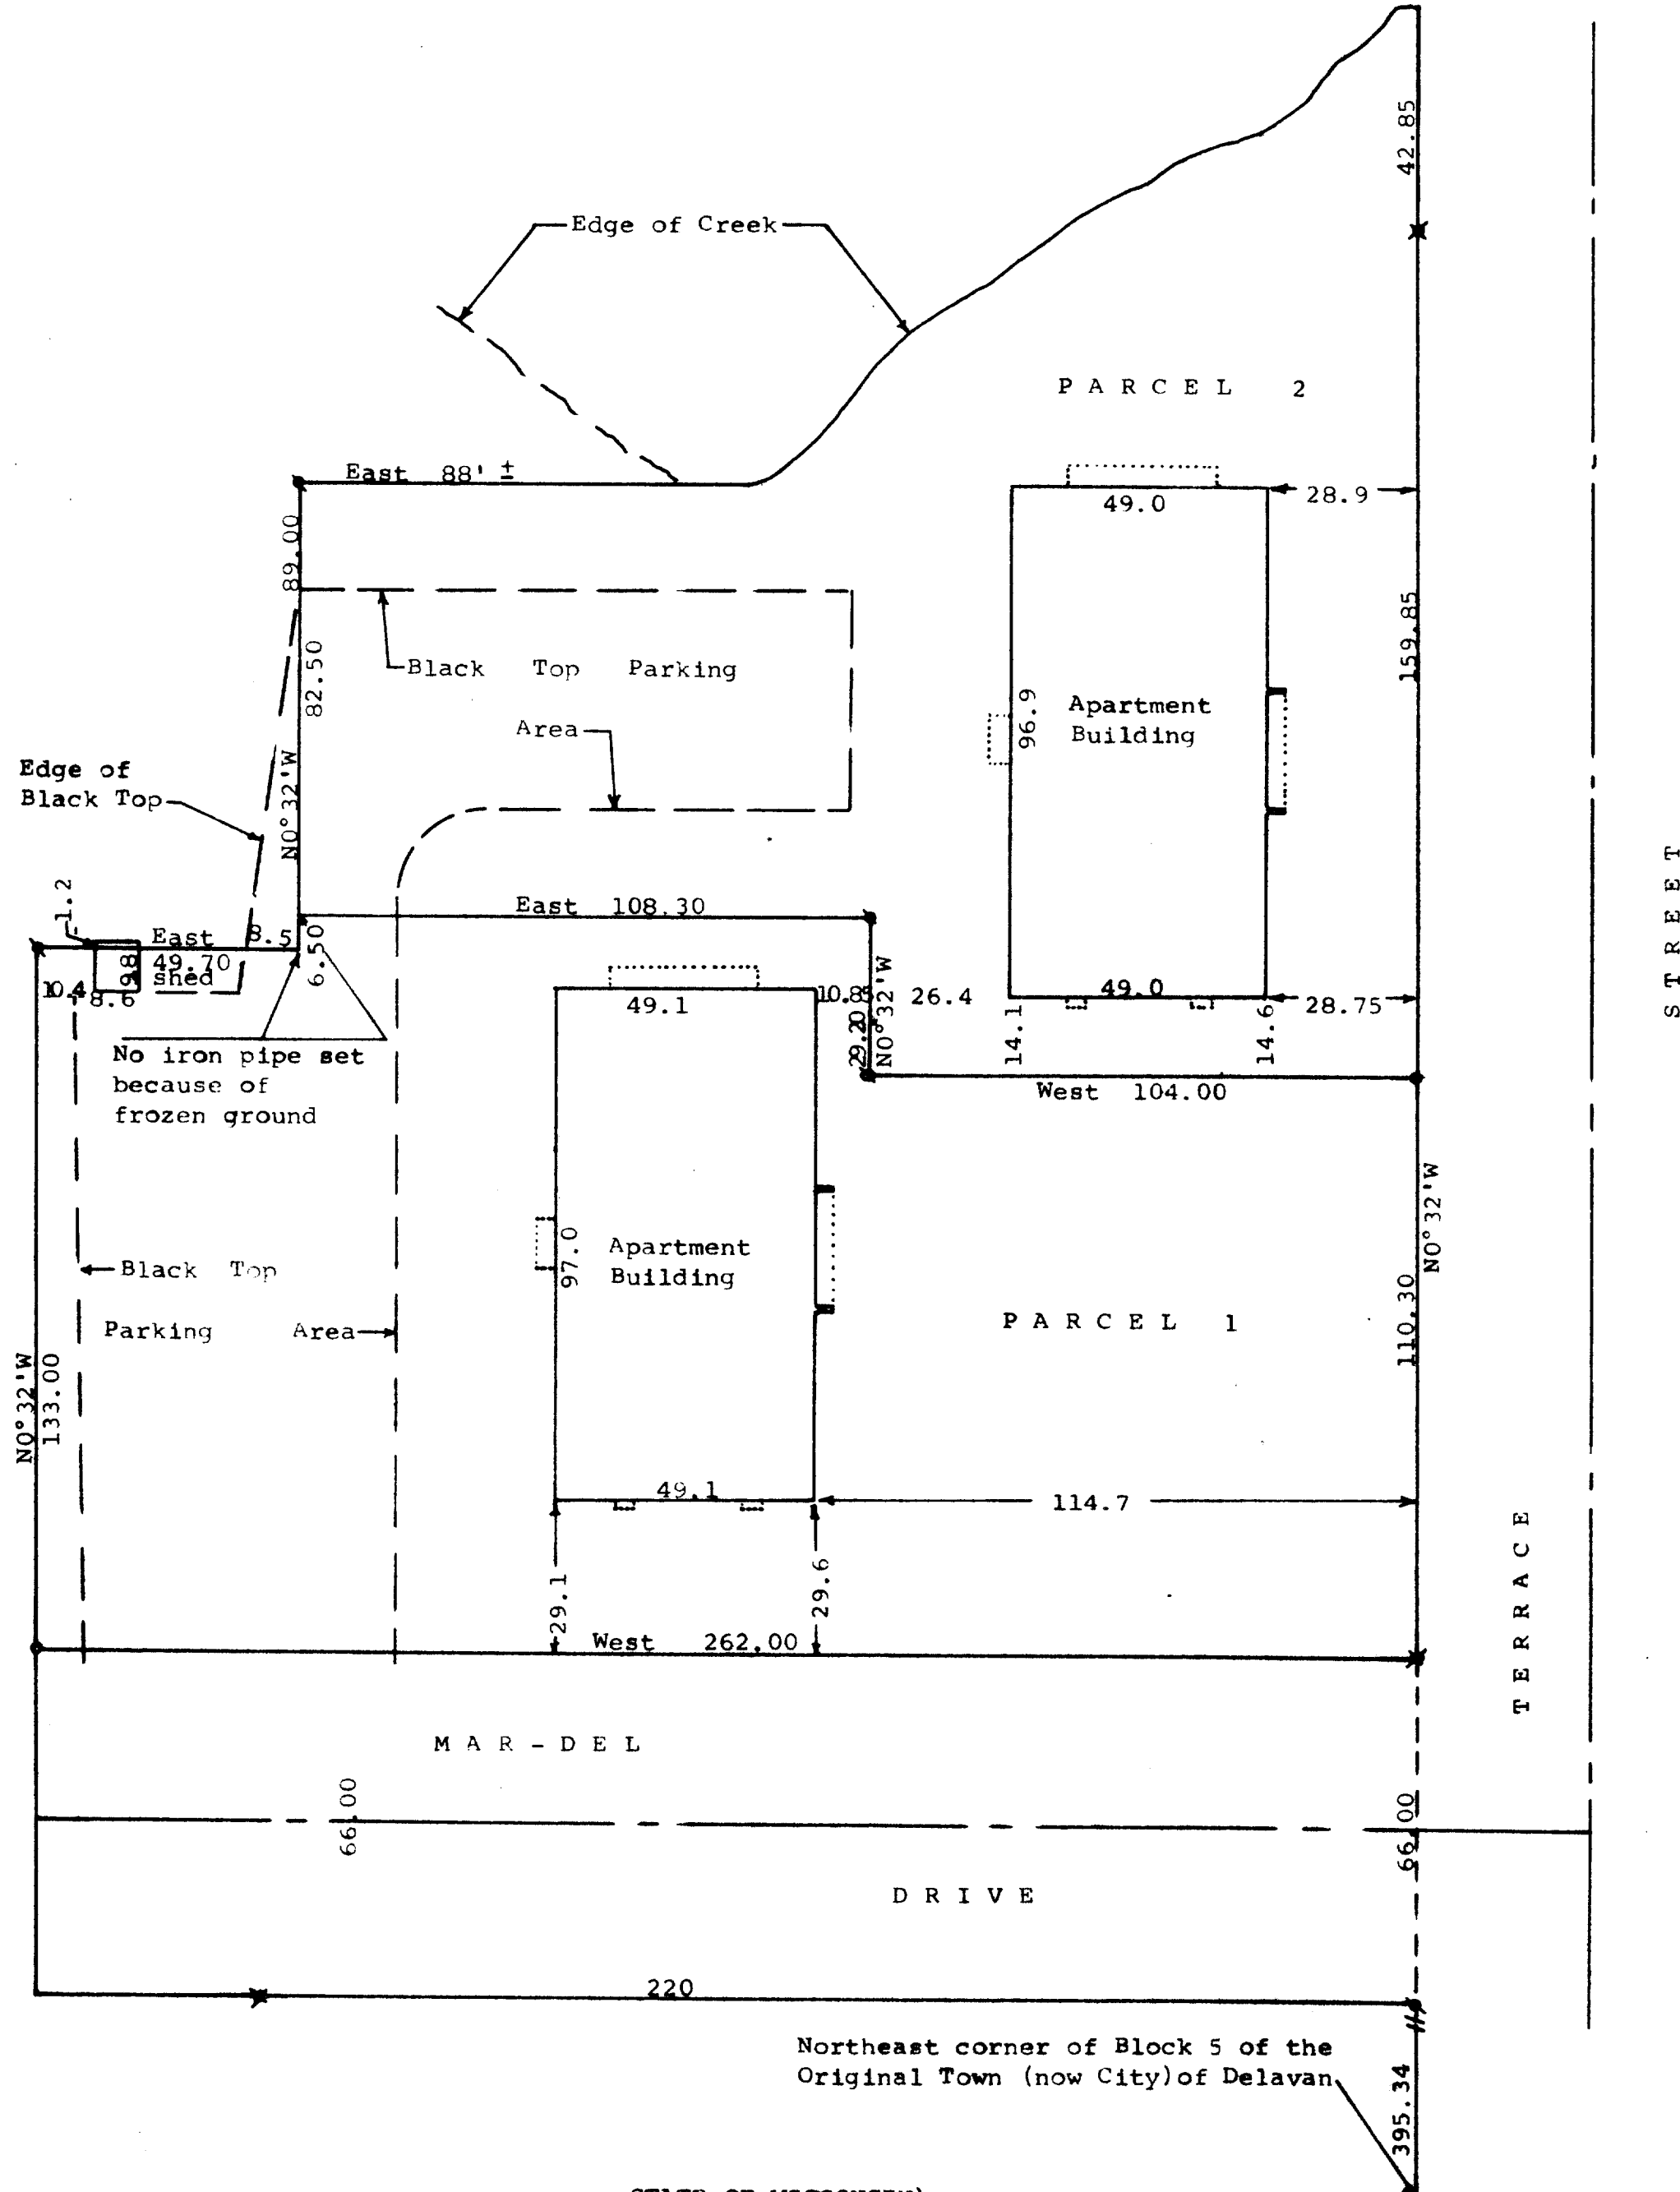 42.85
Edge of Creek
PARCEL 2
East 88' ±
28.9
49.0
89.00
159.85
82.50
Black Top Parking
96.9
Apartment
Building
Area
Edge of
Black Top
N0°32'W
STREET
1.2
East 108.30
East
8.5
49.70
6.50
9.8
shed
10.4
8.6
49.1
10.85
N0°32'W
26.4
49.0
28.75
29.20
14.1
14.6
No iron pipe set
because of
frozen ground
West 104.00
N0°32'W
97.0
Apartment
Building
Black Top
Parking Area
PARCEL 1
110.30
N0°32'W
133.00
49.1
114.7
TERRACE
29.1
29.6
West 262.00
MAR-DEL
66.00
66.00
DRIVE
220
Northeast corner of Block 5 of the
Original Town (now City) of Delavan
395.34
STATE OF WISCONSIN)